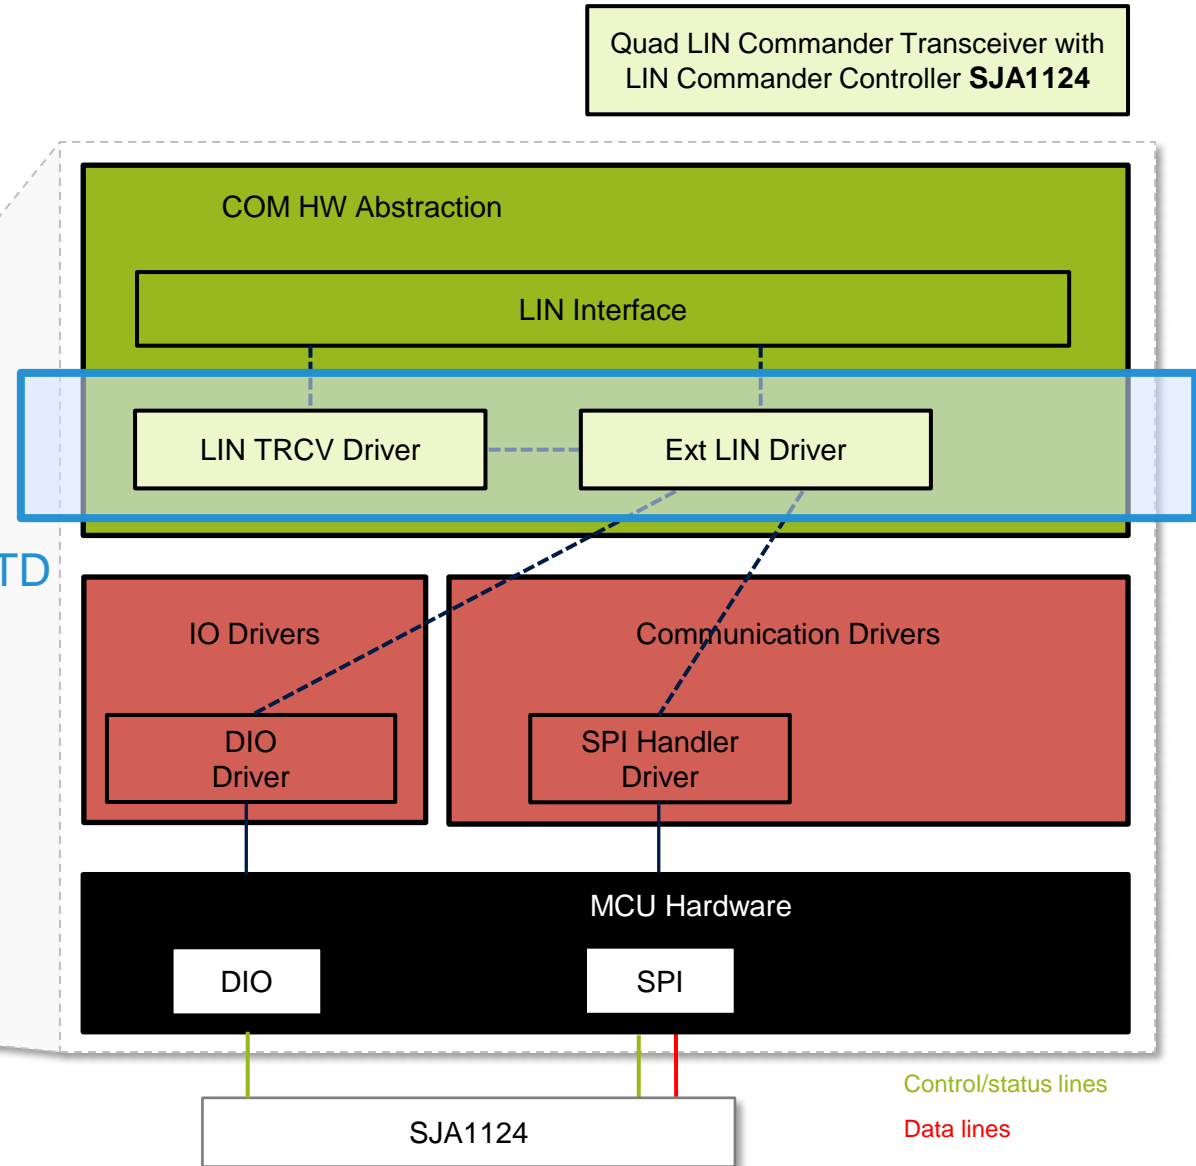 Quad LIN Commander Transceiver with
LIN Commander Controller SJA1124
COM HW Abstraction
LIN Interface
LIN TRCV Driver
Ext LIN Driver
TD
IO Drivers
Communication Drivers
DIO
Driver
SPI Handler
Driver
MCU Hardware
DIO
SPI
Control/status lines
Data lines
SJA1124